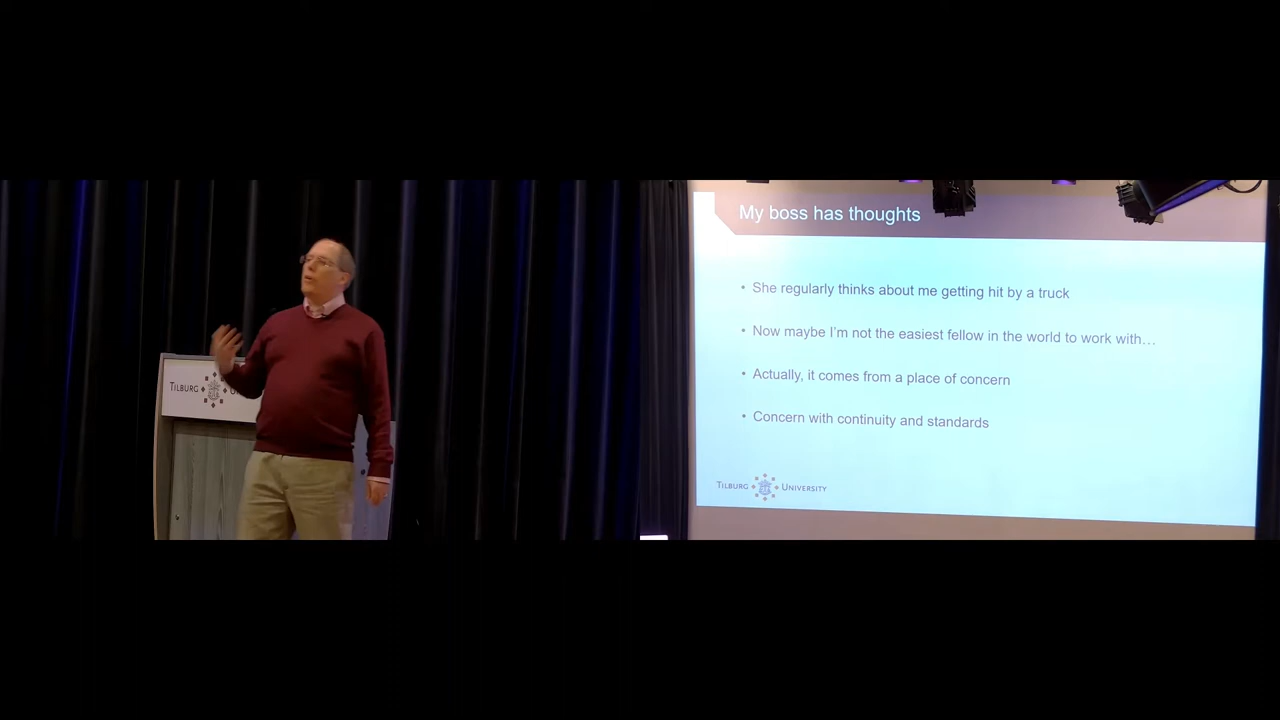 TILBURG
My boss has thoughts
• She regularly thinks about me getting hit by a truck
• Now maybe I'm not the easiest fellow in the world to work with…
• Actually, it comes from a place of concern
• Concern with continuity and standards
TILBURG UNIVERSITY